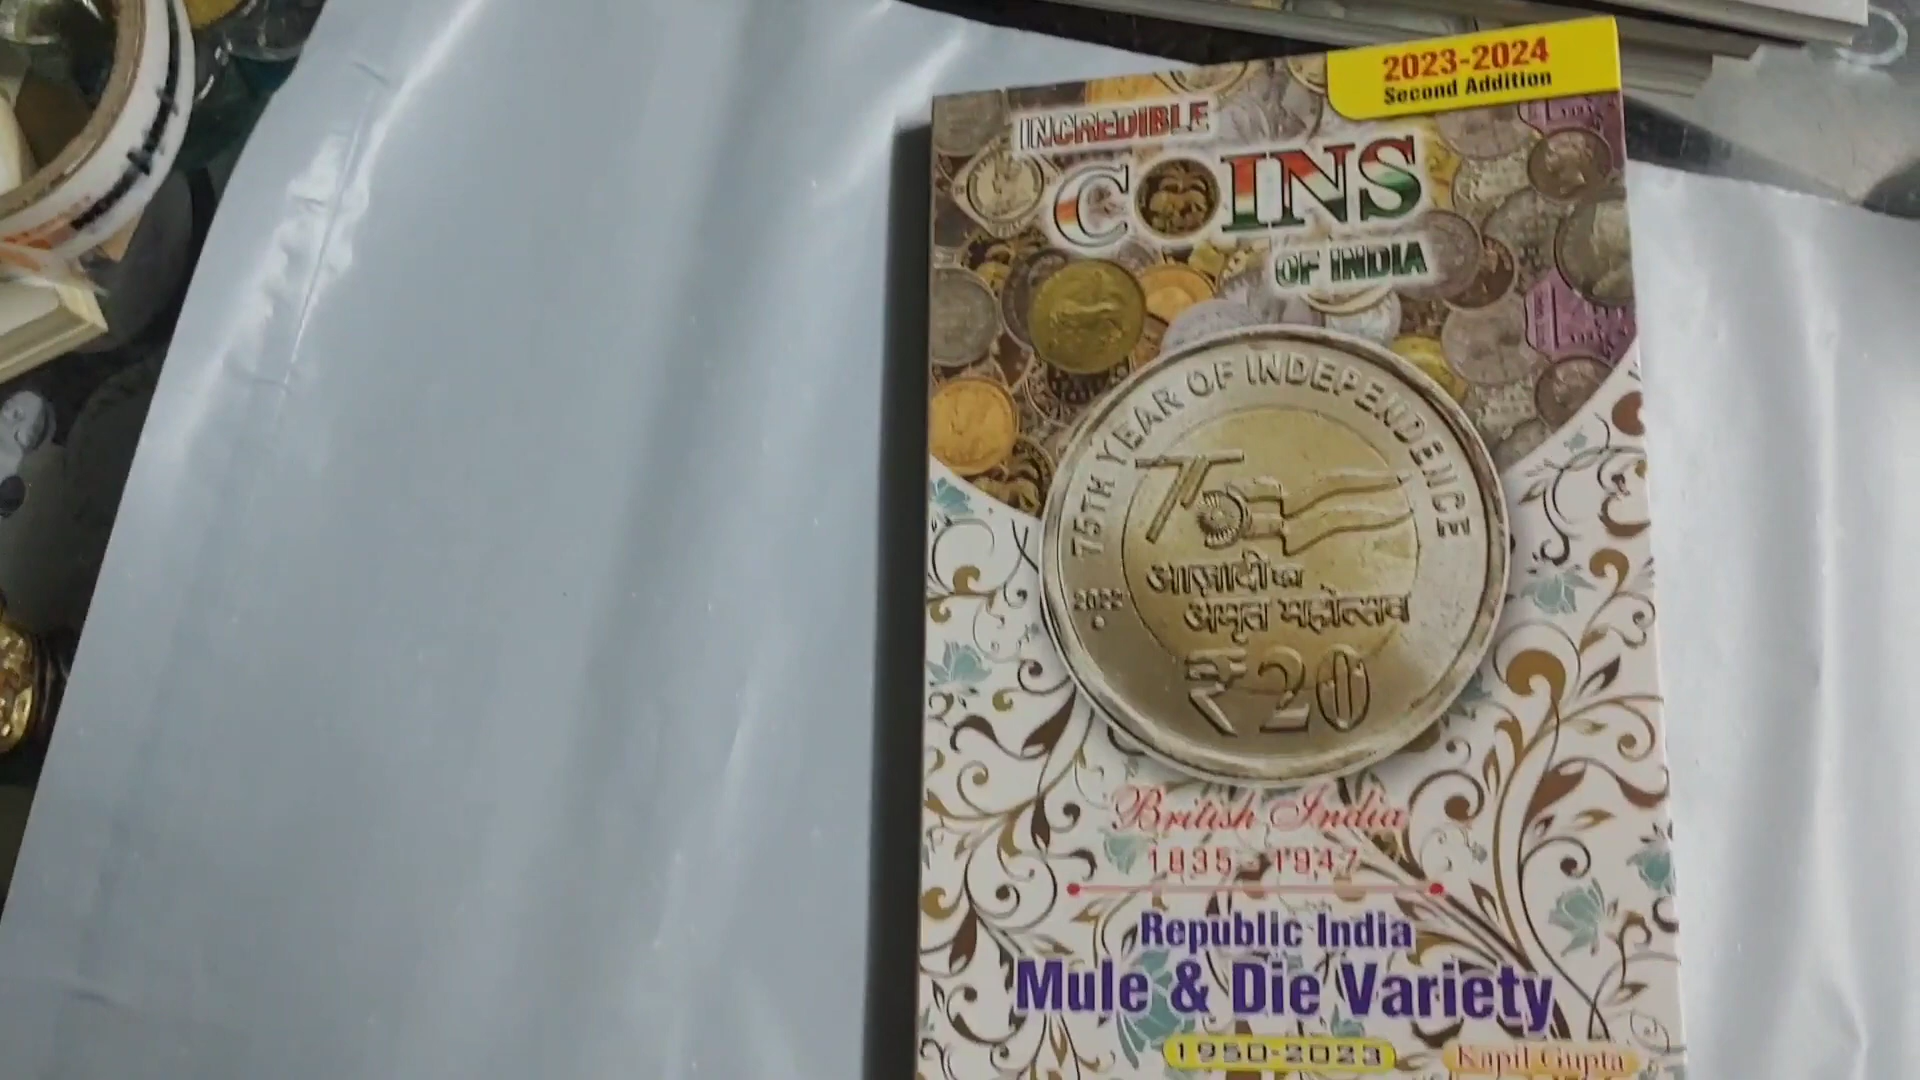 2023-2024
Second Addition
INCREDIBLE
COINS
OF INDIA
75TH YEAR OF INDEPENDENCE
2022
आज़ादी का
अमृत महोत्सव
₹20
British India
1835-1947
Republic India
Mule & Die Variety
1950-2023
Kapil Gupta